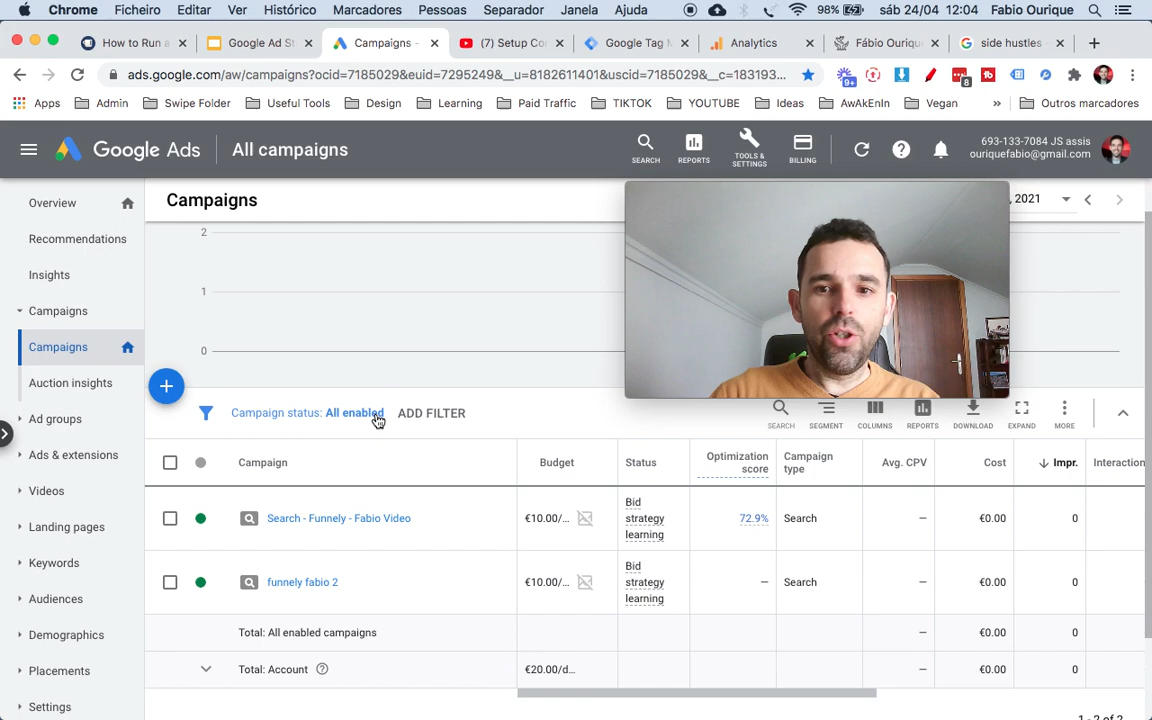 Chrome Ficheiro Editar Ver Histórico Marcadores Pessoas Separador Janela Ajuda 98% sáb 24/04 12:04 Fabio Ourique
How to Run a
Google Ad St
Campaigns -
(7) Setup Co
Google Tag M
Analytics
Fábio Ouriqu
side hustles -
ads.google.com/aw/campaigns?ocid=7185029&euid=7295249&__u=8182611401&uscid=7185029&__c=183193...
9+
8
Apps Admin Swipe Folder Useful Tools Design Learning Paid Traffic TIKTOK YOUTUBE Ideas AwAkEnIn Vegan » Outros marcadores
Google Ads All campaigns
SEARCH
REPORTS
TOOLS &
SETTINGS
BILLING
693-133-7084 JS assis
ouriquefabio@gmail.com
Overview
Recommendations
Insights
Campaigns
Campaigns
Auction insights
Ad groups
Ads & extensions
Videos
Landing pages
Keywords
Audiences
Demographics
Placements
Settings
Campaigns
, 2021
2
1
0
Campaign status: All enabled ADD FILTER
SEARCH SEGMENT COLUMNS REPORTS DOWNLOAD EXPAND MORE
Campaign Budget Status Optimization
score Campaign
type Avg. CPV Cost Impr. Interaction
Search - Funnely - Fabio Video €10.00/... Bid
strategy
learning 72.9% Search – €0.00 0
funnely fabio 2 €10.00/... Bid
strategy
learning – Search – €0.00 0
Total: All enabled campaigns – €0.00 0
Total: Account €20.00/d... – €0.00 0
1 - 2 of 2